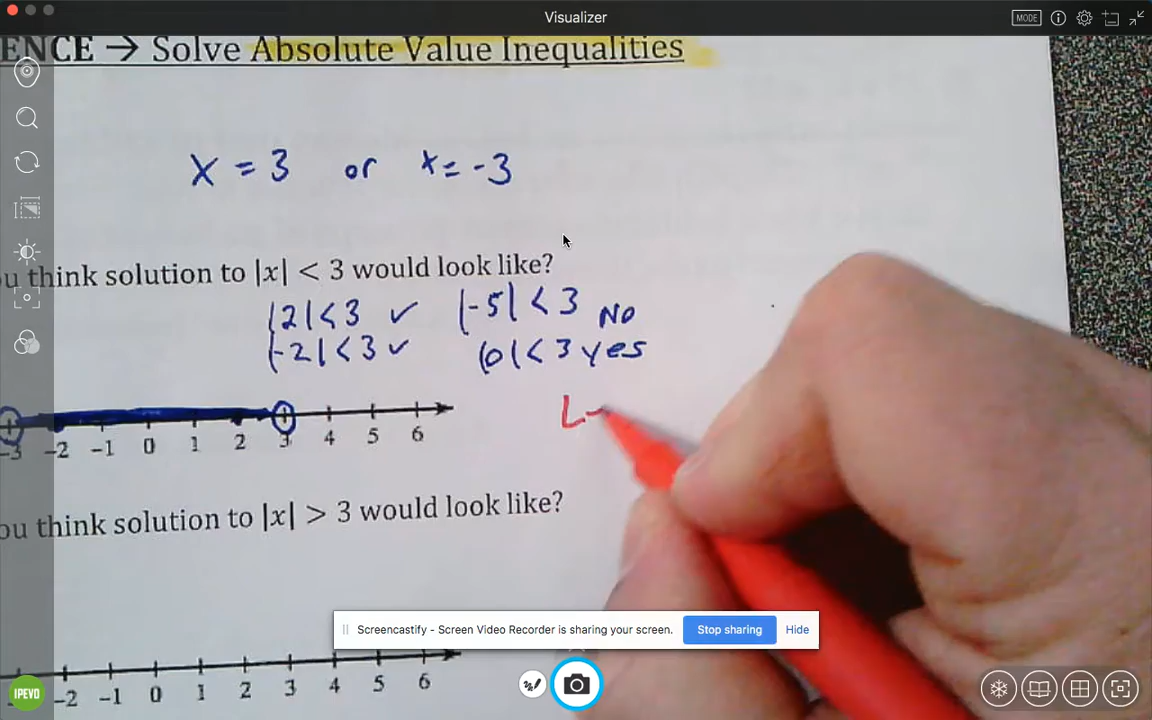 Visualizer
MODE
ENCE → Solve Absolute Value Inequalities
x = 3 or x = -3
ou think solution to |x| < 3 would look like?
|2| < 3 ✓ |-5| < 3 No
|-2| < 3 ✓ |0| < 3 yes
-3 -2 -1 0 1 2 3 4 5 6
ou think solution to |x| > 3 would look like?
Screencastify - Screen Video Recorder is sharing your screen. Stop sharing Hide
-2 -1 0 1 2 3 4 5 6
IPEVO